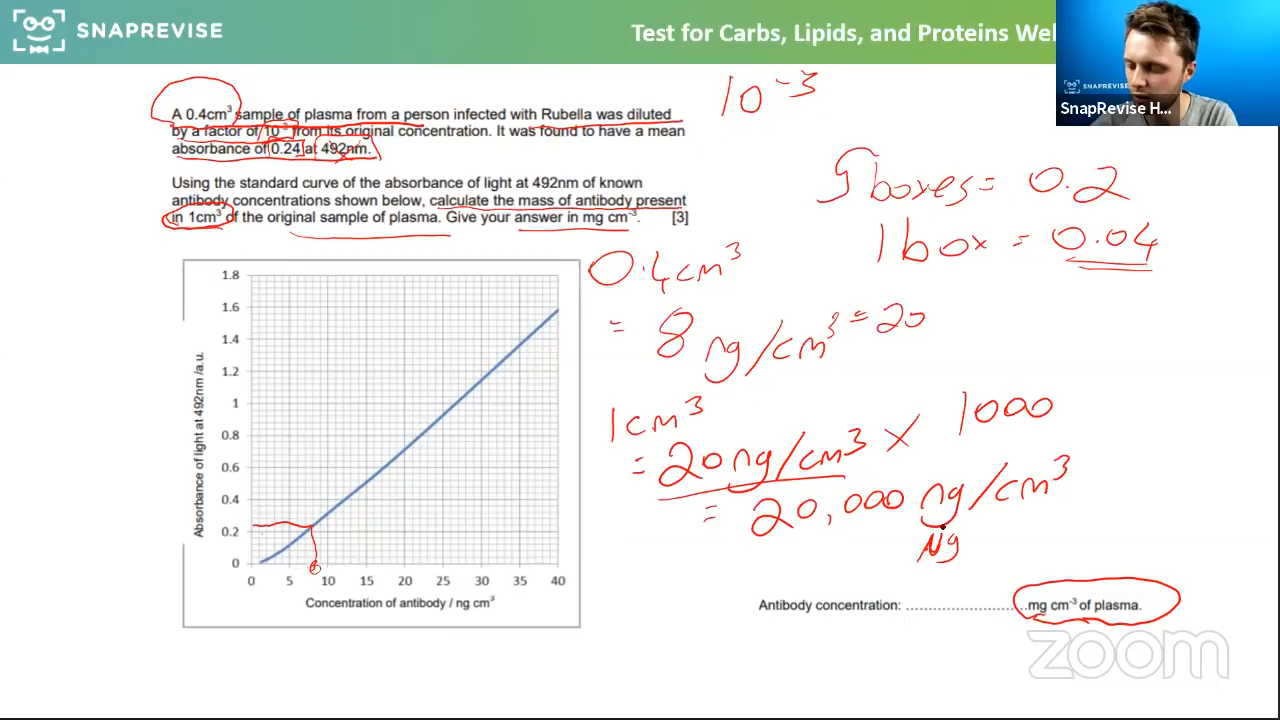 SNAPREVISE
Test for Carbs, Lipids, and Proteins We
SNAPREVISE
SnapRevise H...
A 0.4cm³ sample of plasma from a person infected with Rubella was diluted
by a factor of 10⁻³ from its original concentration. It was found to have a mean
absorbance of 0.24 at 492nm.
Using the standard curve of the absorbance of light at 492nm of known
antibody concentrations shown below, calculate the mass of antibody present
in 1cm³ of the original sample of plasma. Give your answer in mg cm⁻³. [3]
10⁻³
5 boxes = 0.2
1 box = 0.04
0.4cm³
= 8 ng/cm³ = 20
1cm³
= 20ng/cm³ × 1000
= 20,000 ng/cm³
Ng
1.8
1.6
1.4
1.2
1
0.8
0.6
0.4
0.2
0
Absorbance of light at 492nm /a.u.
8
0 5 10 15 20 25 30 35 40
Concentration of antibody / ng cm³
Antibody concentration: ........................mg cm⁻³ of plasma.
zoom